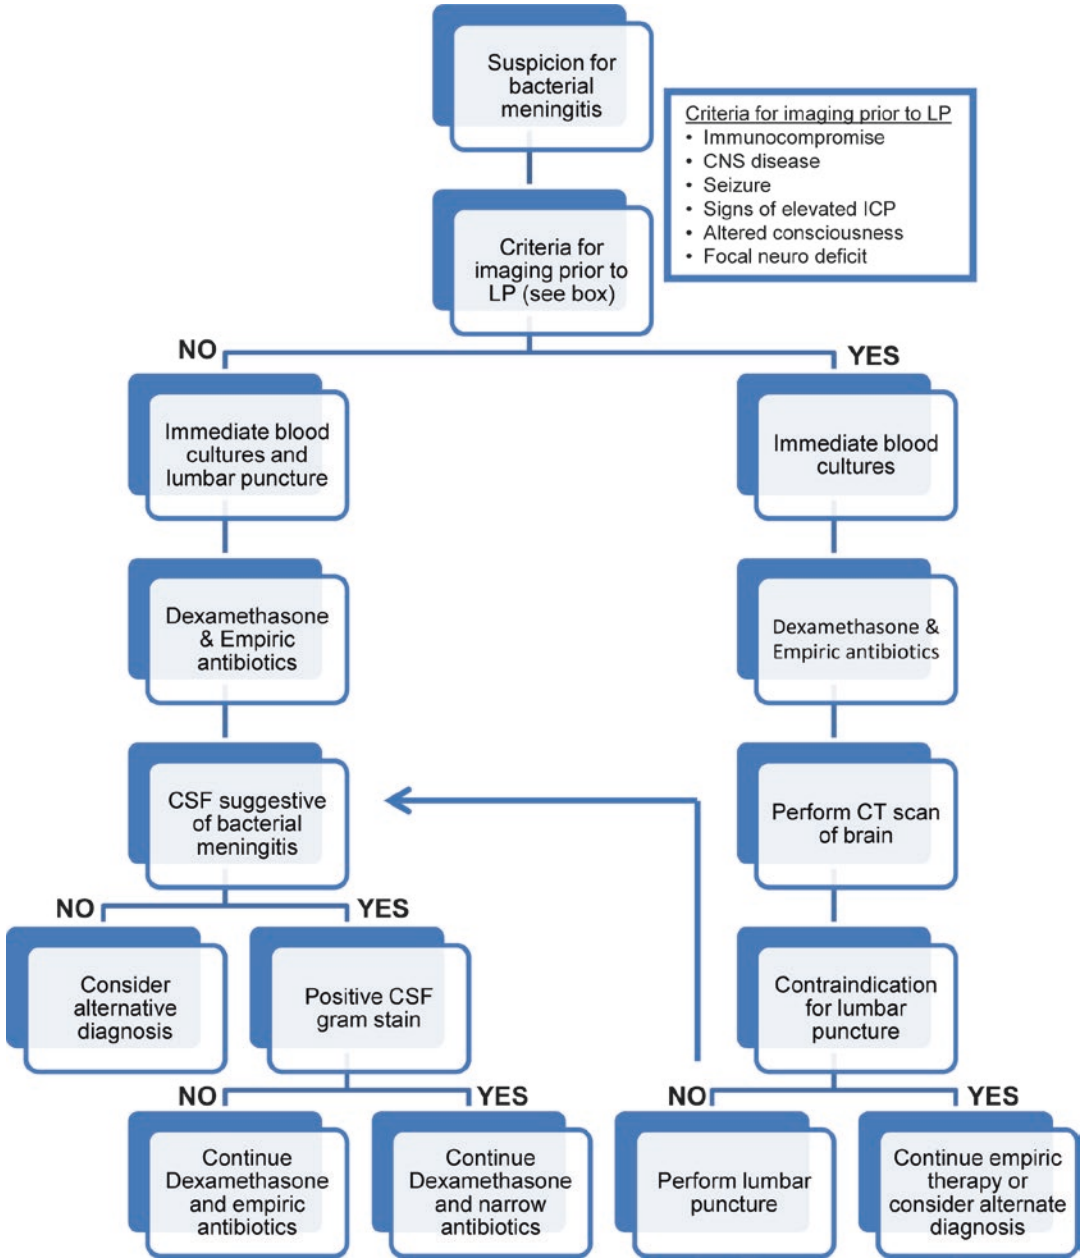 Suspicion for
bacterial
meningitis
Criteria for imaging prior to LP
• Immunocompromise
• CNS disease
• Seizure
• Signs of elevated ICP
• Altered consciousness
• Focal neuro deficit
Criteria for
imaging prior to
LP (see box)
NO
YES
Immediate blood
cultures and
lumbar puncture
Immediate blood
cultures
Dexamethasone
& Empiric
antibiotics
Dexamethasone &
Empiric antibiotics
CSF suggestive
of bacterial
meningitis
Perform CT scan
of brain
NO
YES
Consider
alternative
diagnosis
Positive CSF
gram stain
Contraindication
for lumbar
puncture
NO
YES
NO
YES
Continue
Dexamethasone
and empiric
antibiotics
Continue
Dexamethasone
and narrow
antibiotics
Perform lumbar
puncture
Continue empiric
therapy or
consider alternate
diagnosis